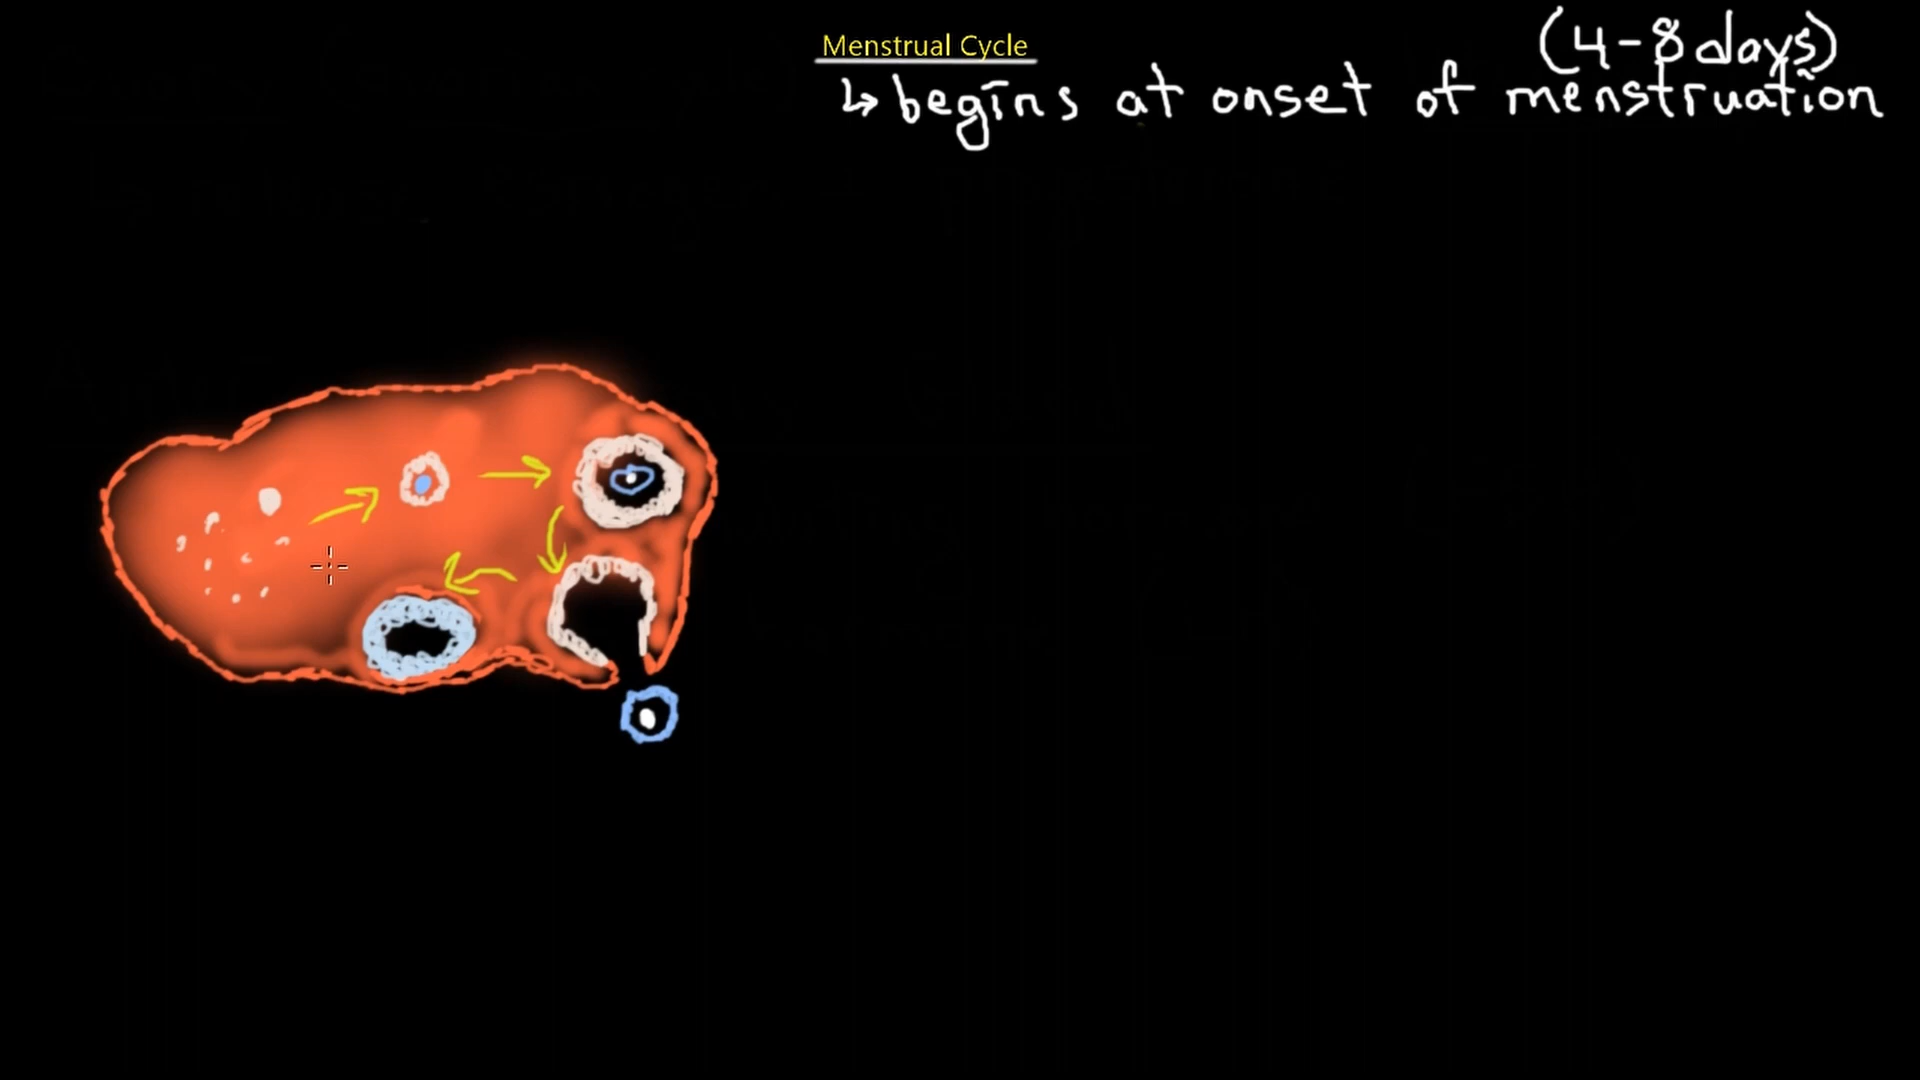 Menstrual Cycle
(4-8 days)
↳ begins at onset of menstruation